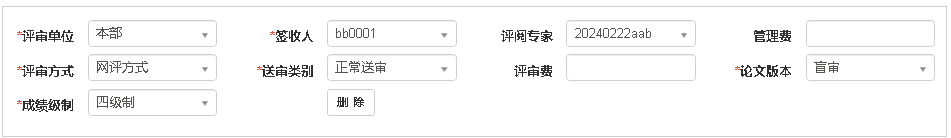 *评审单位 本部 *签收人 bb0001 评阅专家 20240222aab 管理费
*评审方式 网评方式 *送审类别 正常送审 评审费 *论文版本 盲审
*成绩级制 四级制 删 除